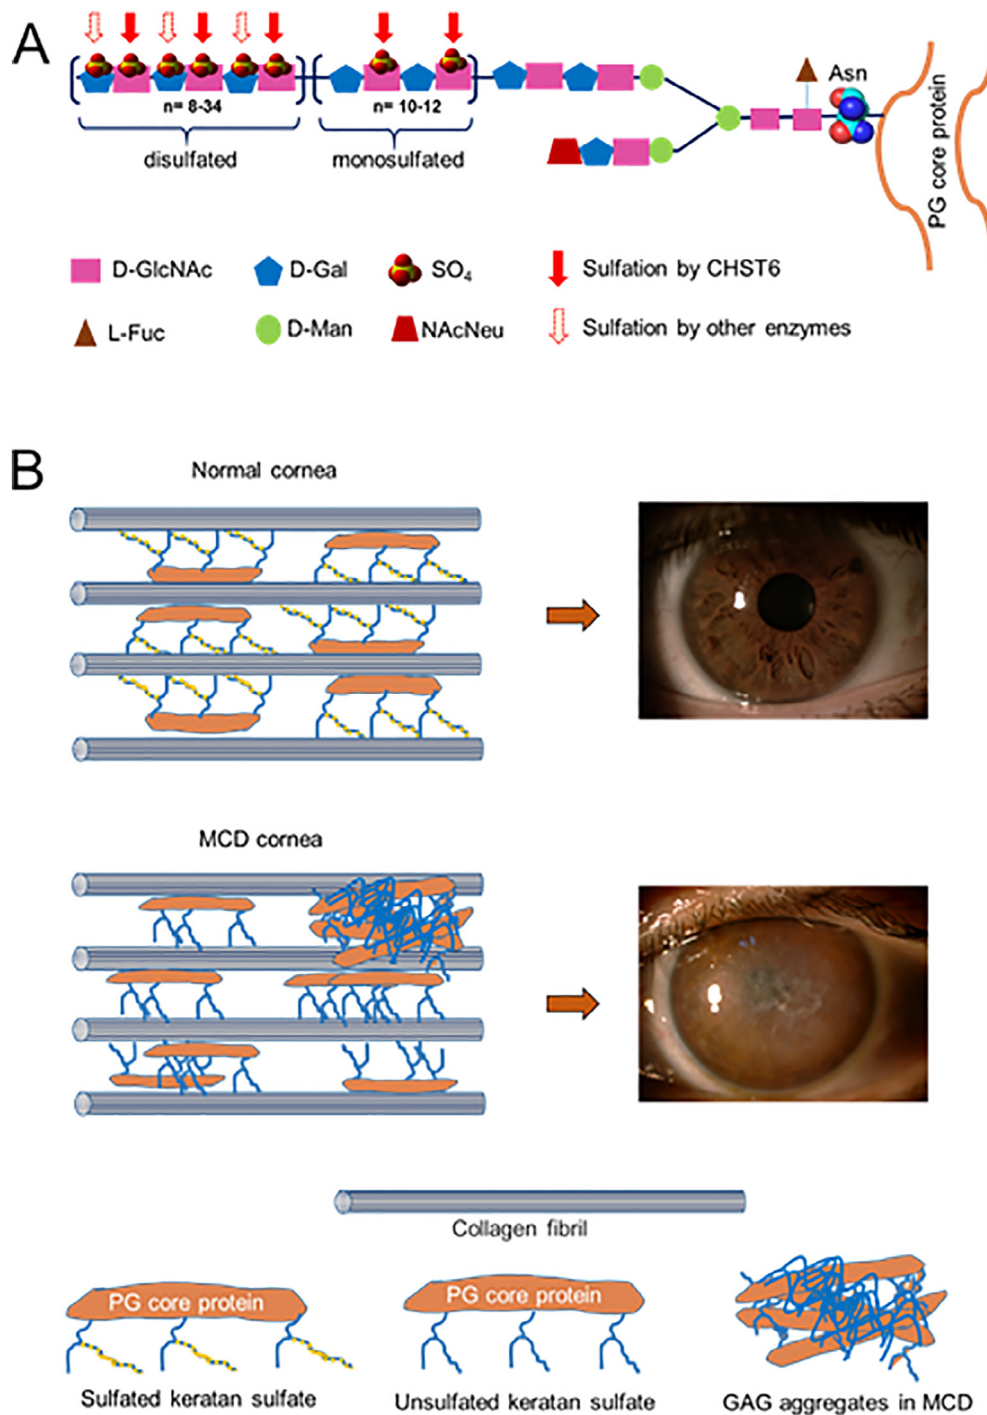 A
Asn
PG core protein
n= 8-34
n= 10-12
disulfated
monosulfated
D-GlcNAc
D-Gal
SO₄
Sulfation by CHST6
L-Fuc
D-Man
NAcNeu
Sulfation by other enzymes
B
Normal cornea
MCD cornea
Collagen fibril
PG core protein
PG core protein
Sulfated keratan sulfate
Unsulfated keratan sulfate
GAG aggregates in MCD